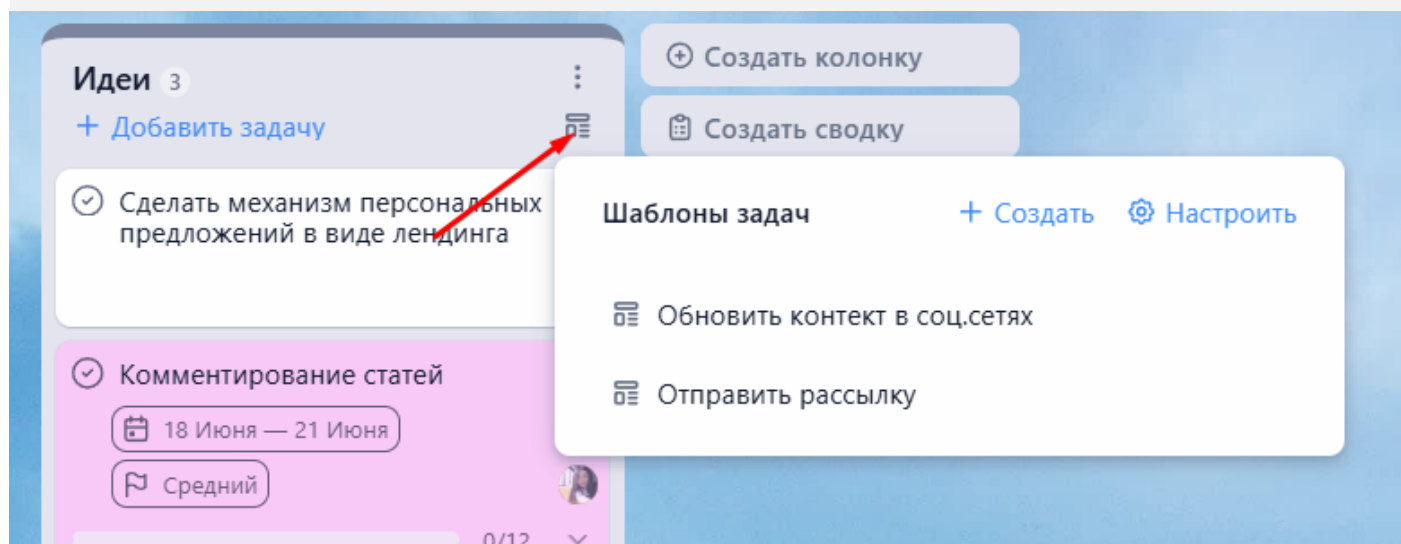 Идеи 3
+ Добавить задачу
Сделать механизм персональных
предложений в виде лендинга
Комментирование статей
18 Июня — 21 Июня
Средний
0/12
Создать колонку
Создать сводку
Шаблоны задач
+ Создать
Настроить
Обновить контект в соц.сетях
Отправить рассылку